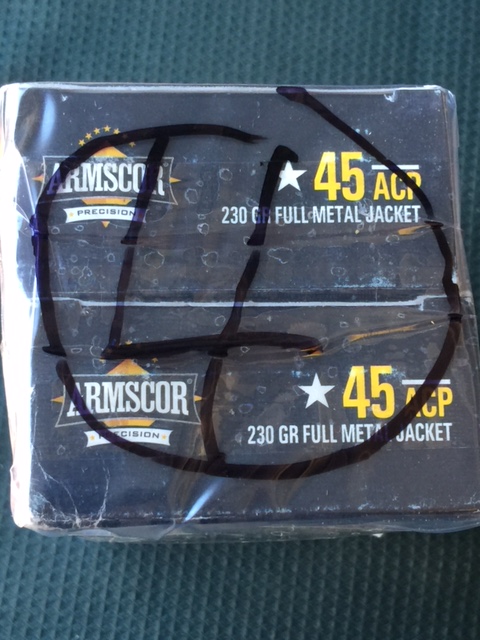 ARMSCOR
PRECISION
45 ACP
230 GR FULL METAL JACKET
4
ARMSCOR®
PRECISION
45 ACP
230 GR FULL METAL JACKET